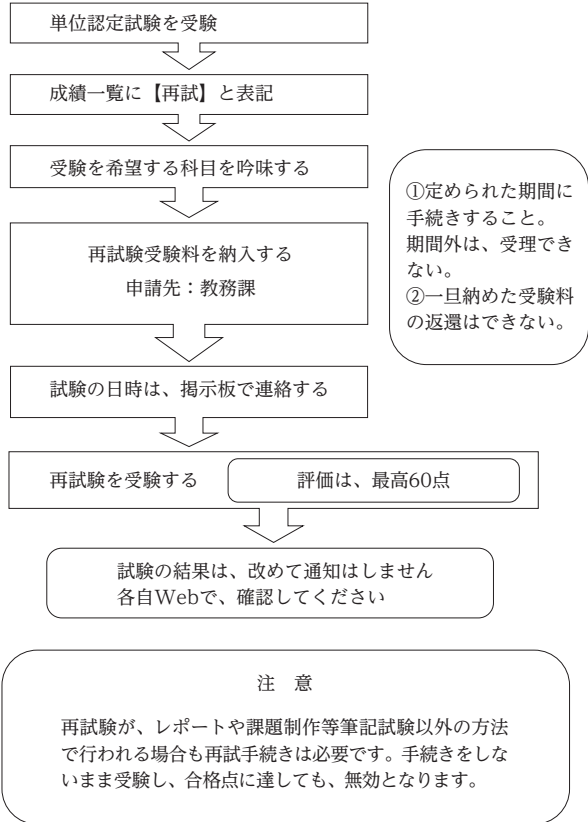 単位認定試験を受験
成績一覧に【再試】と表記
受験を希望する科目を吟味する
再試験受験料を納入する
申請先：教務課
①定められた期間に
手続きすること。
期間外は、受理でき
ない。
②一旦納めた受験料
の返還はできない。
試験の日時は、掲示板で連絡する
再試験を受験する
評価は、最高60点
試験の結果は、改めて通知はしません
各自Webで、確認してください
注　意
再試験が、レポートや課題制作等筆記試験以外の方法
で行われる場合も再試手続きは必要です。手続きをしな
いまま受験し、合格点に達しても、無効となります。